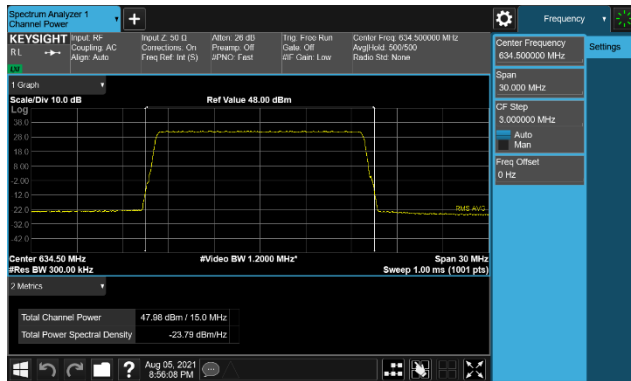 Spectrum Analyzer 1
Channel Power
Frequency
KEYSIGHT
R L
Input: RF
Coupling: AC
Align: Auto
Input Z: 50 Ω
Corrections: On
Freq Ref: Int (S)
Atten: 26 dB
Preamp: Off
#PNO: Fast
Trig: Free Run
Gate: Off
#IF Gain: Low
Center Freq: 634.500000 MHz
Avg|Hold: 500/500
Radio Std: None
Center Frequency
634.500000 MHz
Settings
Span
30.000 MHz
CF Step
3.000000 MHz
Auto
Man
Freq Offset
0 Hz
1 Graph
Scale/Div 10.0 dB
Ref Value 48.00 dBm
Log
38.0
28.0
18.0
8.00
-2.00
-12.0
-22.0
-32.0
-42.0
RMS AVG
Center 634.50 MHz
#Video BW 1.2000 MHz*
Span 30 MHz
#Res BW 300.00 kHz
Sweep 1.00 ms (1001 pts)
2 Metrics
Total Channel Power 47.98 dBm / 15.0 MHz
Total Power Spectral Density -23.79 dBm/Hz
?
Aug 05, 2021
8:56:08 PM